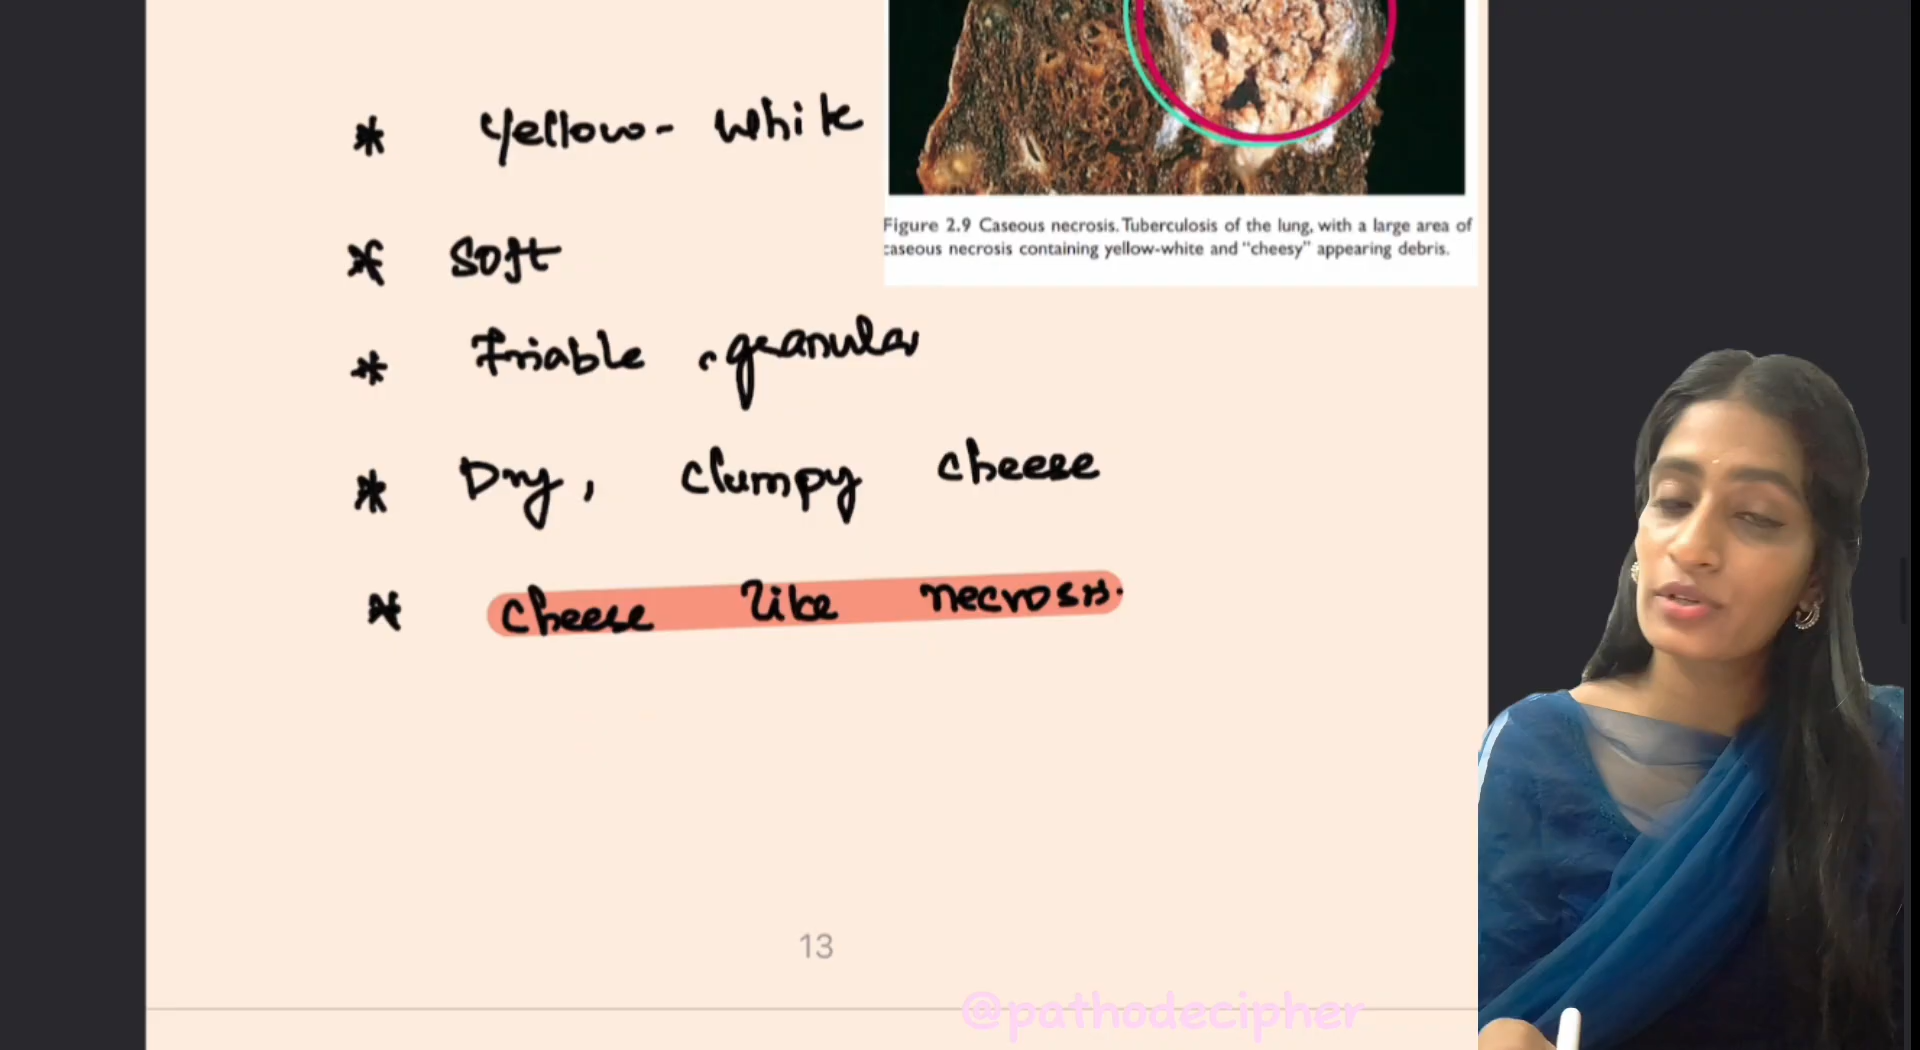 * Yellow-white
Figure 2.9 Caseous necrosis. Tuberculosis of the lung, with a large area of
caseous necrosis containing yellow-white and “cheesy” appearing debris.
* Soft
* Friable, granular
* Dry, clumpy cheese
* Cheese like necrosis.
13
@pathodecipher